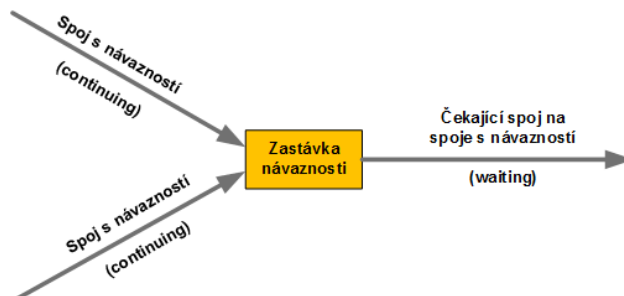 Spoj s návazností
(continuing)
Zastávka
návaznosti
Čekající spoj na
spoje s návazností
(waiting)
Spoj s návazností
(continuing)